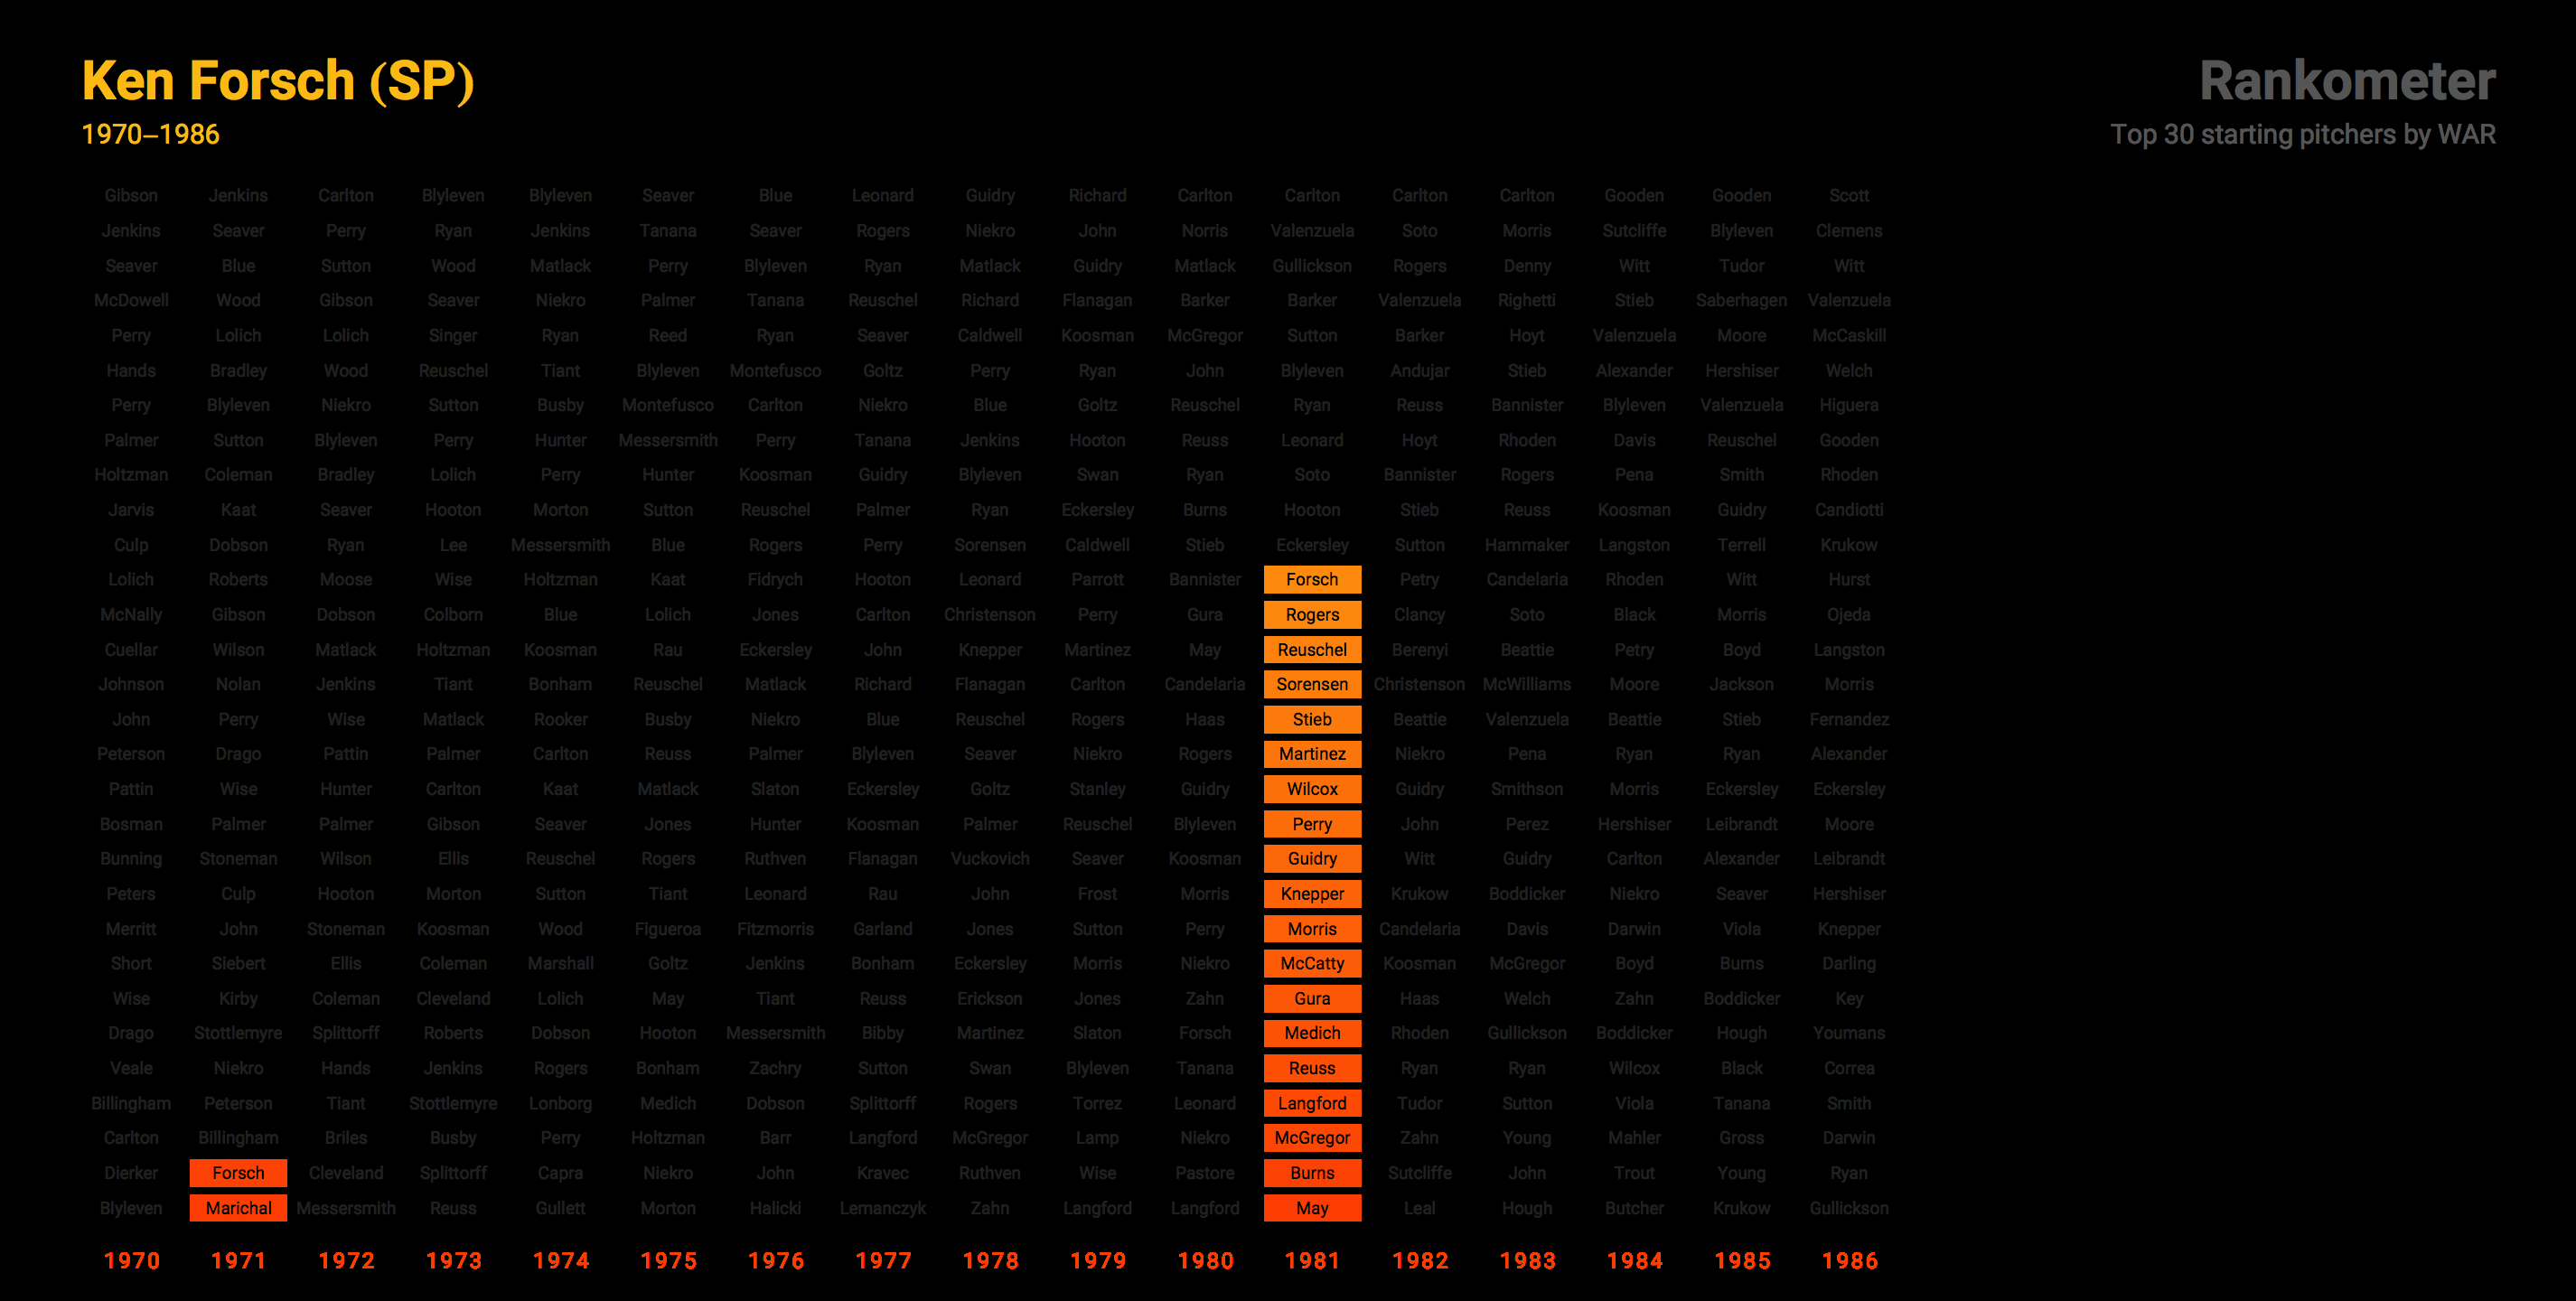 Ken Forsch (SP)
1970–1986
Rankometer
Top 30 starting pitchers by WAR
Gibson Jenkins Carlton Blyleven Blyleven Seaver Blue Leonard Guidry Richard Carlton Carlton Carlton Carlton Gooden Gooden Scott
Jenkins Seaver Perry Ryan Jenkins Tanana Seaver Rogers Niekro John Norris Valenzuela Soto Morris Sutcliffe Blyleven Clemens
Seaver Blue Sutton Wood Matlack Perry Blyleven Ryan Matlack Guidry Matlack Gullickson Rogers Denny Witt Tudor Witt
McDowell Wood Gibson Seaver Niekro Palmer Tanana Reuschel Richard Flanagan Barker Barker Valenzuela Righetti Stieb Saberhagen Valenzuela
Perry Lolich Lolich Singer Ryan Reed Ryan Seaver Caldwell Koosman McGregor Sutton Barker Hoyt Valenzuela Moore McCaskill
Hands Bradley Wood Reuschel Tiant Blyleven Montefusco Goltz Perry Ryan John Blyleven Andujar Stieb Alexander Hershiser Welch
Perry Blyleven Niekro Sutton Busby Montefusco Carlton Niekro Blue Goltz Reuschel Ryan Reuss Bannister Blyleven Valenzuela Higuera
Palmer Sutton Blyleven Perry Hunter Messersmith Perry Tanana Jenkins Hooton Reuss Leonard Hoyt Rhoden Davis Reuschel Gooden
Holtzman Coleman Bradley Lolich Perry Hunter Koosman Guidry Blyleven Swan Ryan Soto Bannister Rogers Pena Smith Rhoden
Jarvis Kaat Seaver Hooton Morton Sutton Reuschel Palmer Ryan Eckersley Burns Hooton Stieb Reuss Koosman Guidry Candiotti
Culp Dobson Ryan Lee Messersmith Blue Rogers Perry Sorensen Caldwell Stieb Eckersley Sutton Hammaker Langston Terrell Krukow
Lolich Roberts Moose Wise Holtzman Kaat Fidrych Hooton Leonard Parrott Bannister Forsch Petry Candelaria Rhoden Witt Hurst
McNally Gibson Dobson Colborn Blue Lolich Jones Carlton Christenson Perry Gura Rogers Clancy Soto Black Morris Ojeda
Cuellar Wilson Matlack Holtzman Koosman Rau Eckersley John Knepper Martinez May Reuschel Berenyi Beattie Petry Boyd Langston
Johnson Nolan Jenkins Tiant Bonham Reuschel Matlack Richard Flanagan Carlton Candelaria Sorensen Christenson McWilliams Moore Jackson Morris
John Perry Wise Matlack Rooker Busby Niekro Blue Reuschel Rogers Haas Stieb Beattie Valenzuela Beattie Stieb Fernandez
Peterson Drago Pattin Palmer Carlton Reuss Palmer Blyleven Seaver Niekro Rogers Martinez Niekro Pena Ryan Ryan Alexander
Pattin Wise Hunter Carlton Kaat Matlack Slaton Eckersley Goltz Stanley Guidry Wilcox Guidry Smithson Morris Eckersley Eckersley
Bosman Palmer Palmer Gibson Seaver Jones Hunter Koosman Palmer Reuschel Blyleven Perry John Perez Hershiser Leibrandt Moore
Bunning Stoneman Wilson Ellis Reuschel Rogers Ruthven Flanagan Vuckovich Seaver Koosman Guidry Witt Guidry Carlton Alexander Leibrandt
Peters Culp Hooton Morton Sutton Tiant Leonard Rau John Frost Morris Knepper Krukow Boddicker Niekro Seaver Hershiser
Merritt John Stoneman Koosman Wood Figueroa Fitzmorris Garland Jones Sutton Perry Morris Candelaria Davis Darwin Viola Knepper
Short Siebert Ellis Coleman Marshall Goltz Jenkins Bonham Eckersley Morris Niekro McCatty Koosman McGregor Boyd Burns Darling
Wise Kirby Coleman Cleveland Lolich May Tiant Reuss Erickson Jones Zahn Gura Haas Welch Zahn Boddicker Key
Drago Stottlemyre Splittorff Roberts Dobson Hooton Messersmith Bibby Martinez Slaton Forsch Medich Rhoden Gullickson Boddicker Hough Youmans
Veale Niekro Hands Jenkins Rogers Bonham Zachry Sutton Swan Blyleven Tanana Reuss Ryan Ryan Wilcox Black Correa
Billingham Peterson Tiant Stottlemyre Lonborg Medich Dobson Splittorff Rogers Torrez Leonard Langford Tudor Sutton Viola Tanana Smith
Carlton Billingham Briles Busby Perry Holtzman Barr Langford McGregor Lamp Niekro McGregor Zahn Young Mahler Gross Darwin
Dierker Forsch Cleveland Splittorff Capra Niekro John Kravec Ruthven Wise Pastore Burns Sutcliffe John Trout Young Ryan
Blyleven Marichal Messersmith Reuss Gullett Morton Halicki Lemanczyk Zahn Langford Langford May Leal Hough Butcher Krukow Gullickson
1970 1971 1972 1973 1974 1975 1976 1977 1978 1979 1980 1981 1982 1983 1984 1985 1986